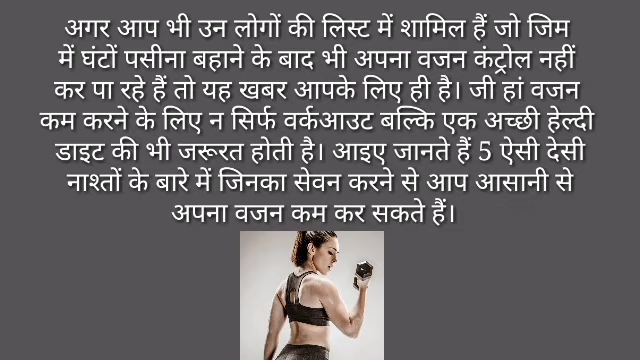 अगर आप भी उन लोगों की लिस्ट में शामिल हैं जो जिम
में घंटों पसीना बहाने के बाद भी अपना वजन कंट्रोल नहीं
कर पा रहे हैं तो यह खबर आपके लिए ही है। जी हां वजन
कम करने के लिए न सिर्फ वर्कआउट बल्कि एक अच्छी हेल्दी
डाइट की भी जरूरत होती है। आइए जानते हैं 5 ऐसी देसी
नाश्तों के बारे में जिनका सेवन करने से आप आसानी से
अपना वजन कम कर सकते हैं।